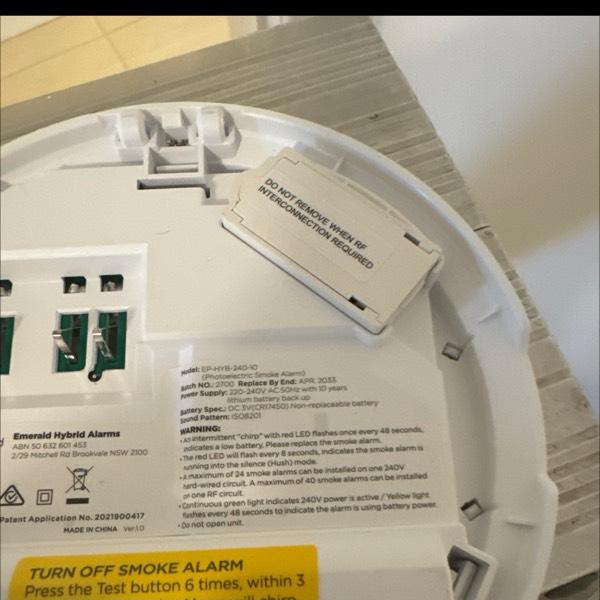 DO NOT REMOVE WHEN RF
INTERCONNECTION REQUIRED
Model: EP-HYB-240-10
(Photoelectric Smoke Alarm)
Batch NO.: 2700 Replace By End: APR. 2033
Power Supply: 220-240V AC 50Hz with 10 years
lithium battery back up
Battery Spec.: DC 3V(CR17450) Non-replaceable battery
Sound Pattern: ISO8201
WARNING:
• An intermittent "chirp" with red LED flashes once every 48 seconds,
indicates a low battery. Please replace the smoke alarm.
• The red LED will flash every 8 seconds, indicates the smoke alarm is
running into the silence (Hush) mode.
• A maximum of 24 smoke alarms can be installed on one 240V
hard-wired circuit. A maximum of 40 smoke alarms can be installed
on one RF circuit.
• Continuous green light indicates 240V power is active / Yellow light
flashes every 48 seconds to indicate the alarm is using battery power.
• Do not open unit.
Emerald Hybrid Alarms
ABN 50 632 601 453
2/29 Mitchell Rd Brookvale NSW 2100
Patent Application No. 2021900417
MADE IN CHINA Ver:1.0
TURN OFF SMOKE ALARM
Press the Test button 6 times, within 3